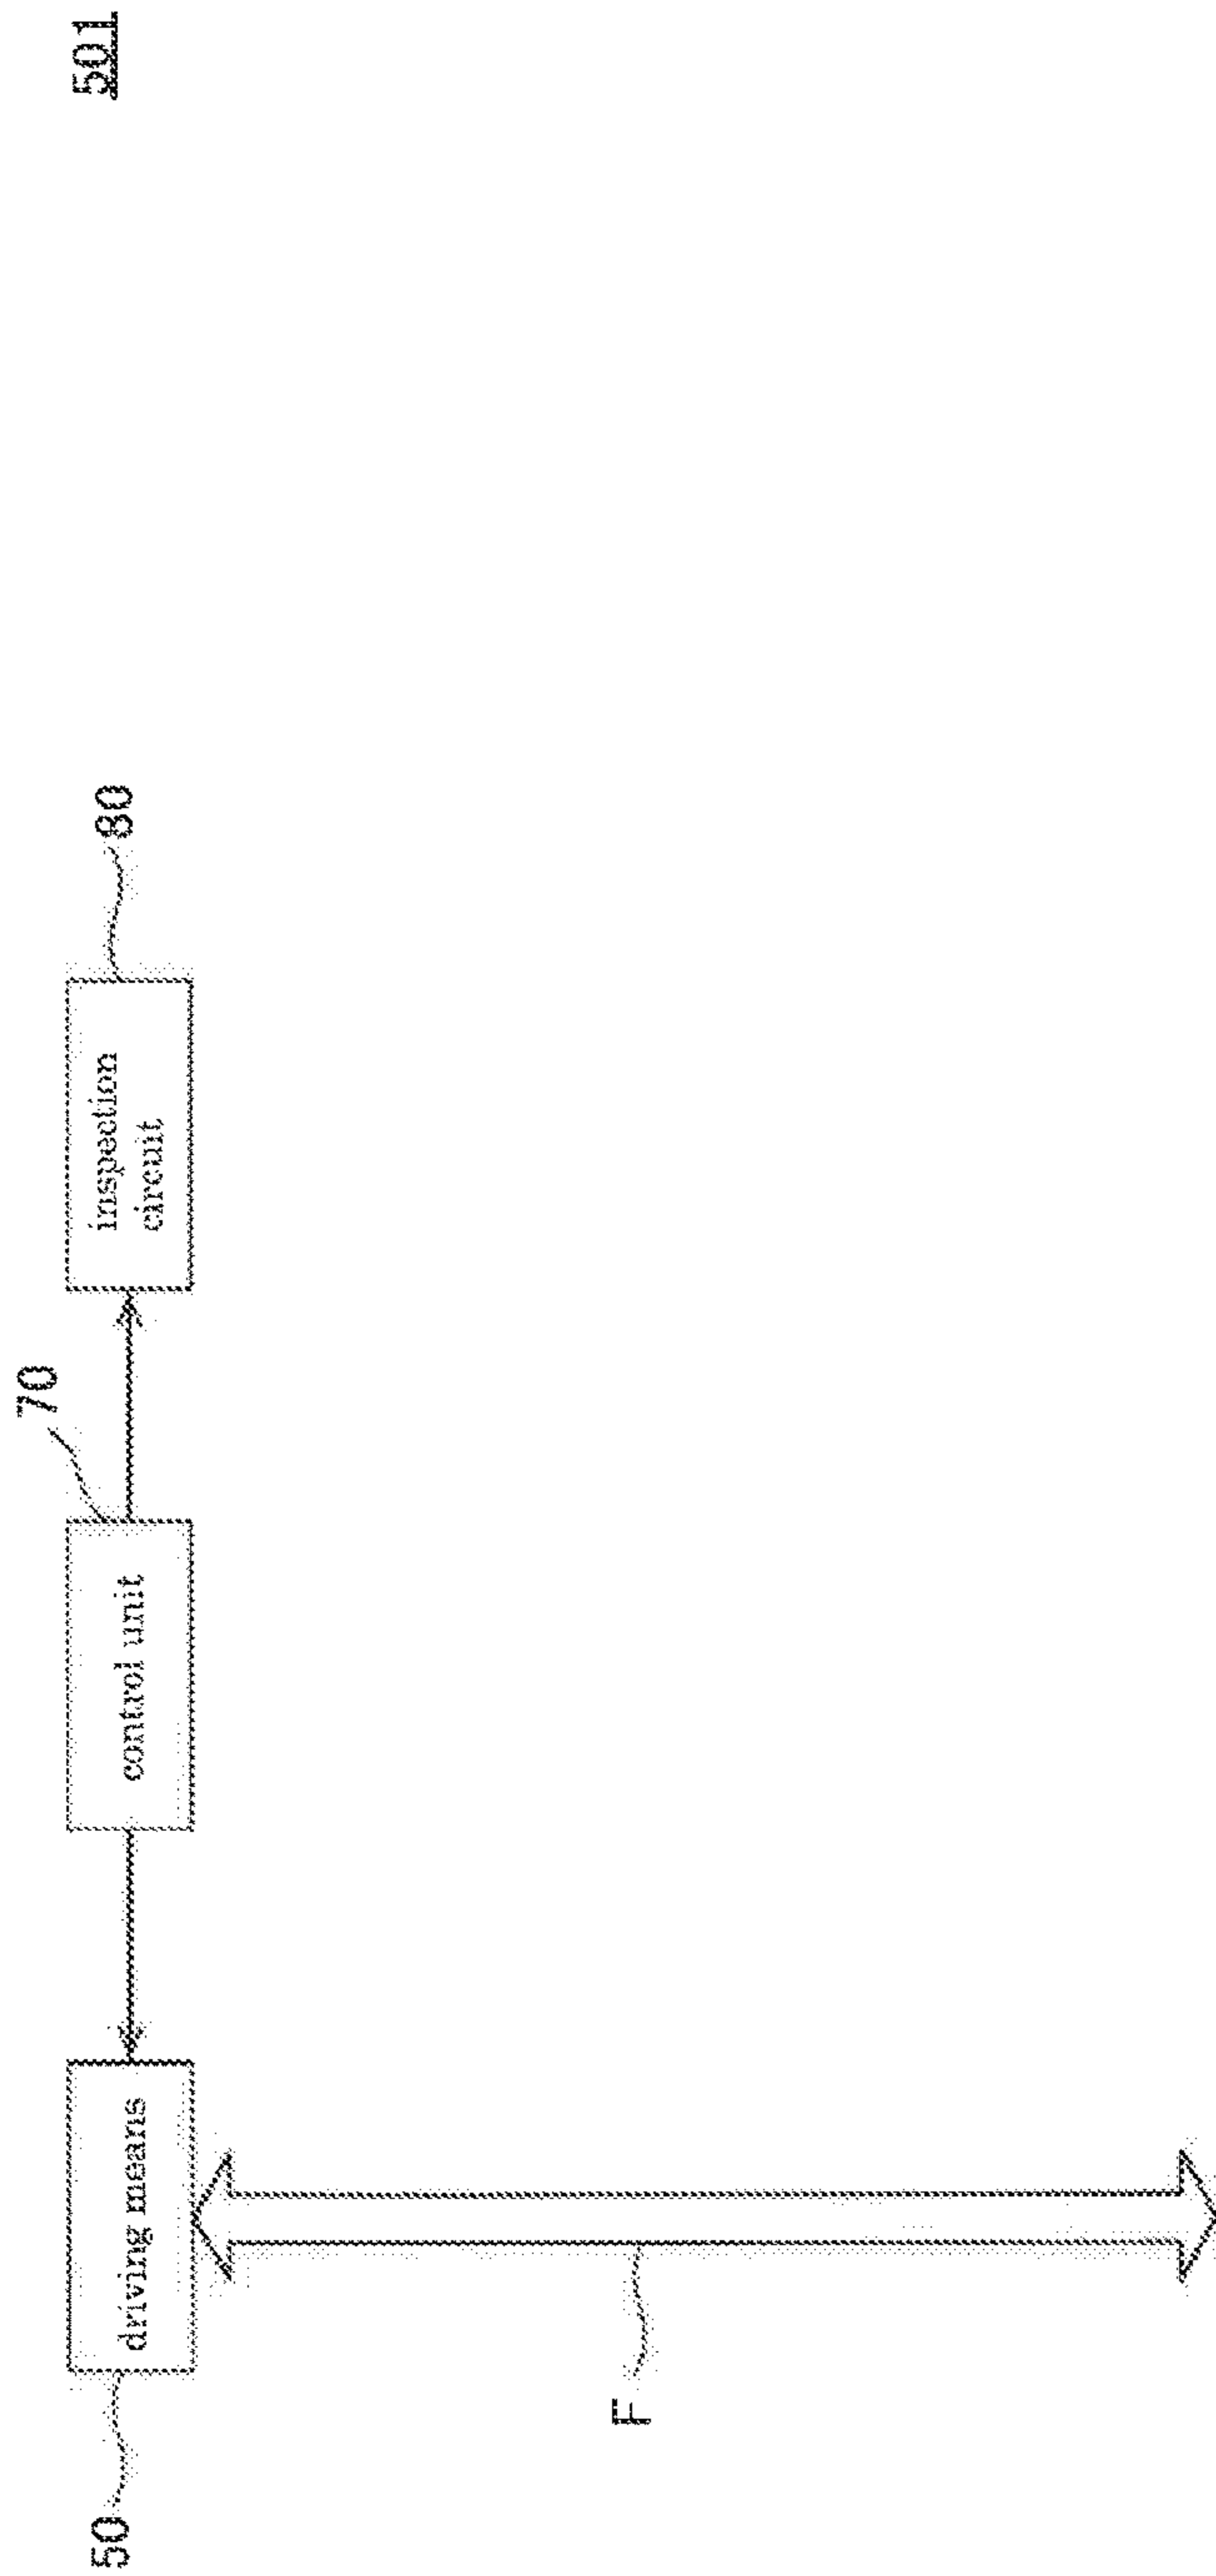 501
50
driving means
70
control unit
inspection
circuit
80
F